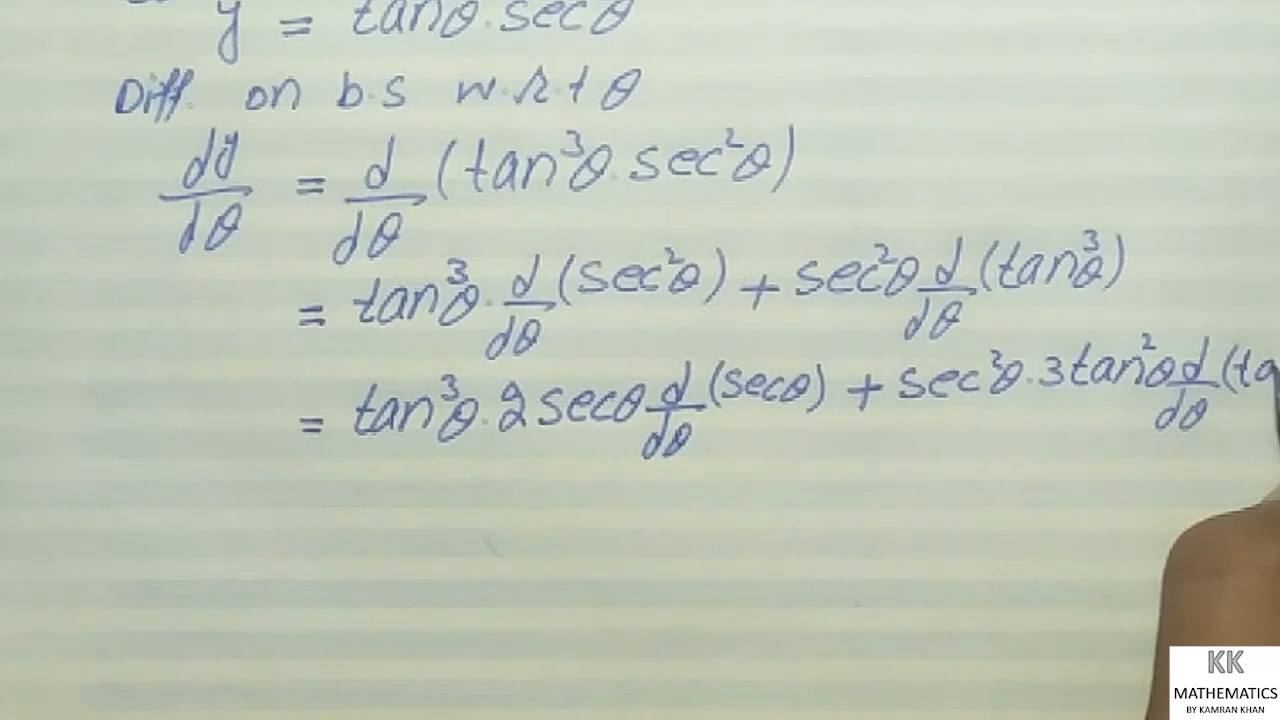 y = tanθ.secθ
Diff. on b.s w.r.t θ
dy/dθ = d/dθ (tan³θ.sec²θ)
= tan³θ.d/dθ (sec²θ) + sec²θ d/dθ (tan³θ)
= tan³θ.2secθ d/dθ (secθ) + sec²θ.3tan²θ d/dθ (ta
KK
MATHEMATICS
BY KAMRAN KHAN